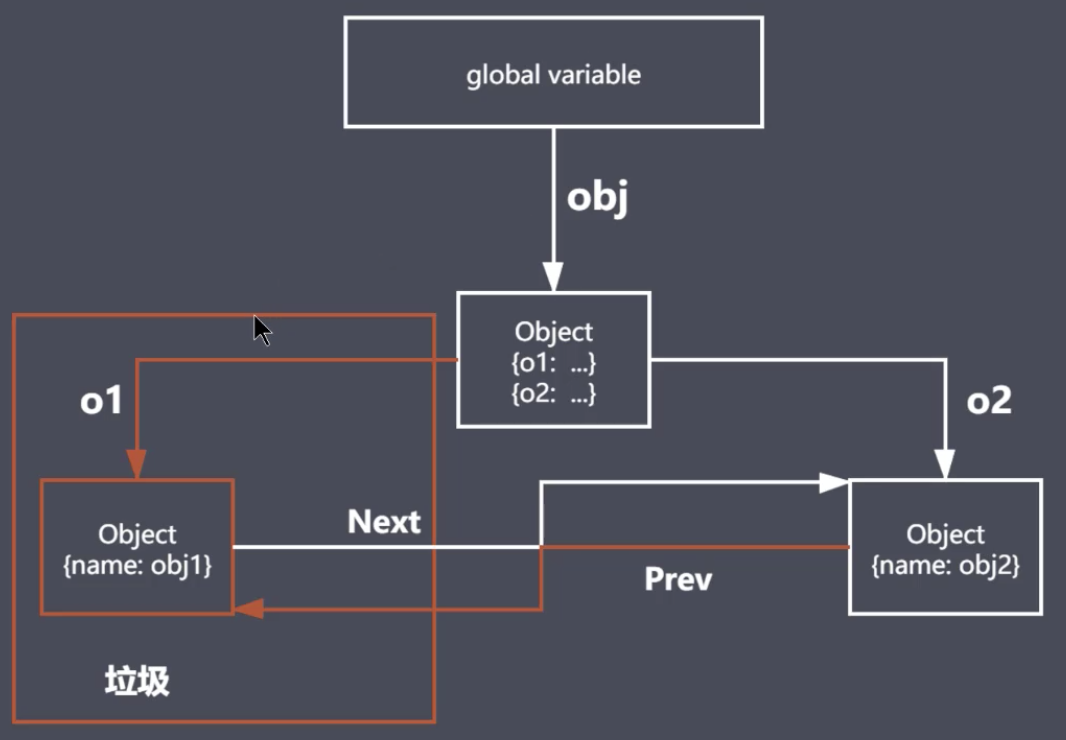 global variable
obj
Object
{o1:  ...}
{o2:  ...}
o1
o2
Next
Object
{name: obj1}
Object
{name: obj2}
Prev
垃圾